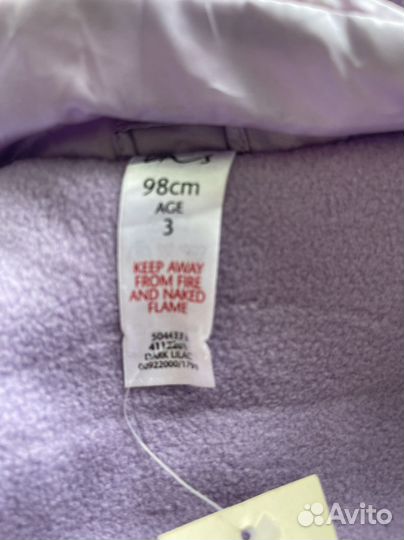 98cm
AGE
3
KEEP AWAY
FROM FIRE
AND NAKED
FLAME
DARK LILAC
Avito